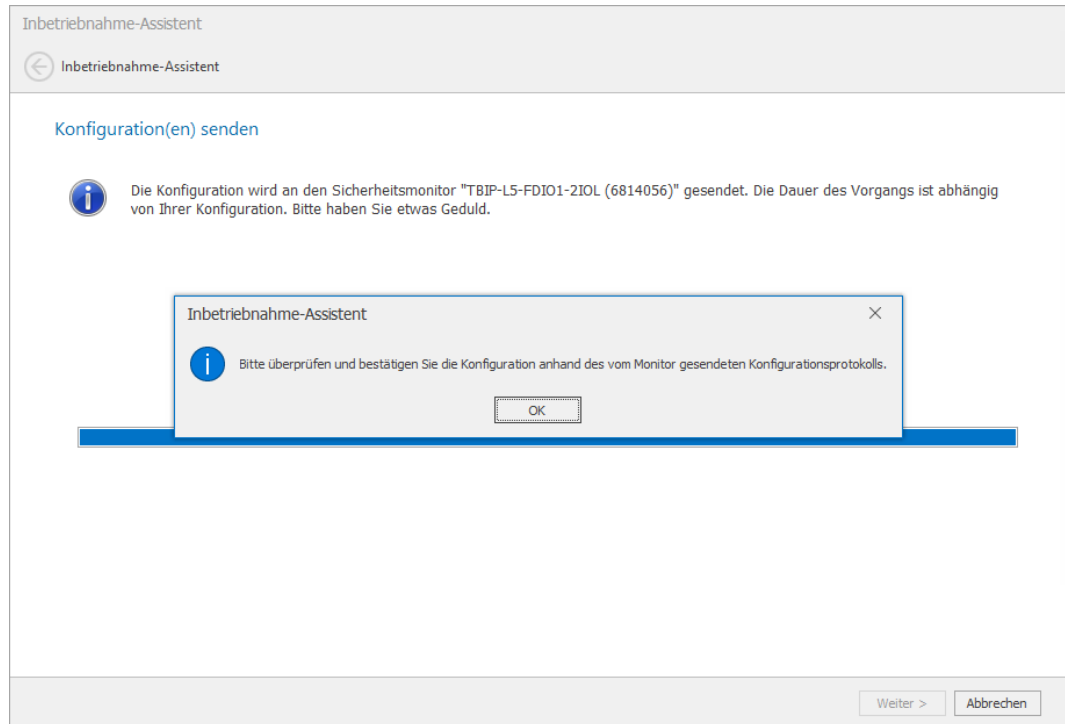 Inbetriebnahme-Assistent
Inbetriebnahme-Assistent
Konfiguration(en) senden
Die Konfiguration wird an den Sicherheitsmonitor "TBIP-L5-FDIO1-2IOL (6814056)" gesendet. Die Dauer des Vorgangs ist abhängig
von Ihrer Konfiguration. Bitte haben Sie etwas Geduld.
Inbetriebnahme-Assistent
Bitte überprüfen und bestätigen Sie die Konfiguration anhand des vom Monitor gesendeten Konfigurationsprotokolls.
OK
Weiter > Abbrechen